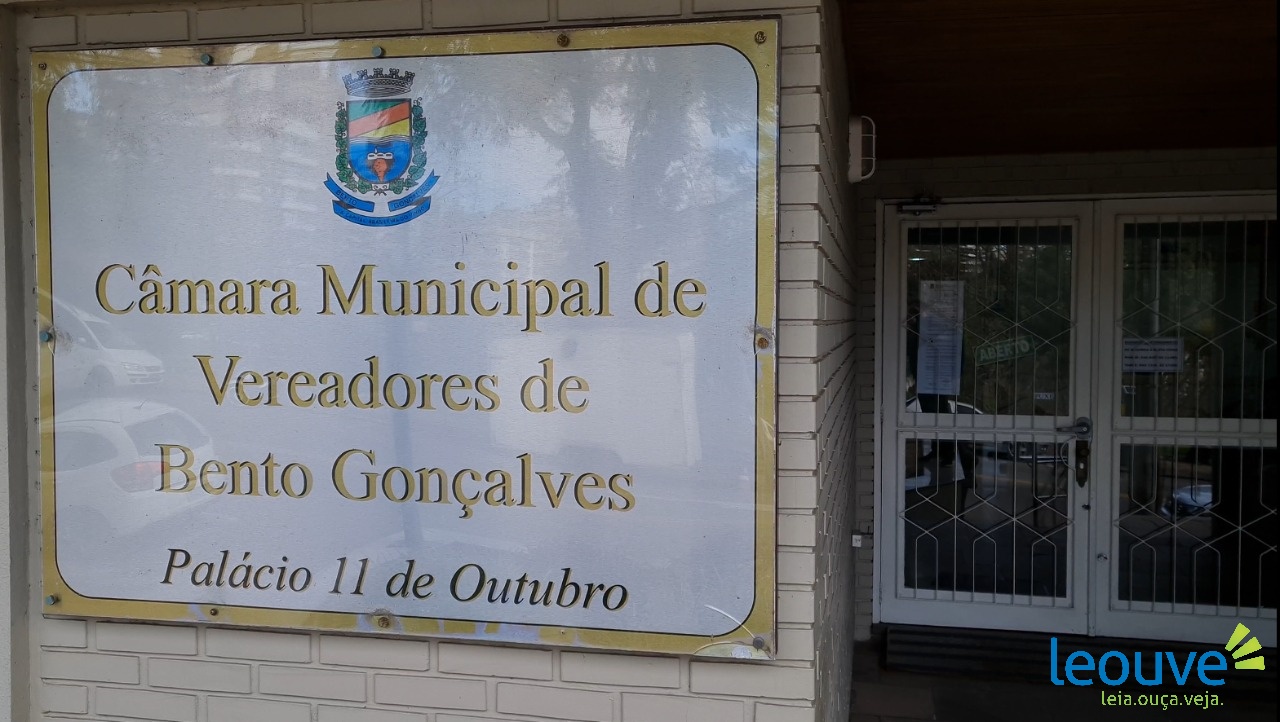 Câmara Municipal de
Vereadores de
Bento Gonçalves
Palácio 11 de Outubro
ABERTO
leouve
leia.ouça.veja.